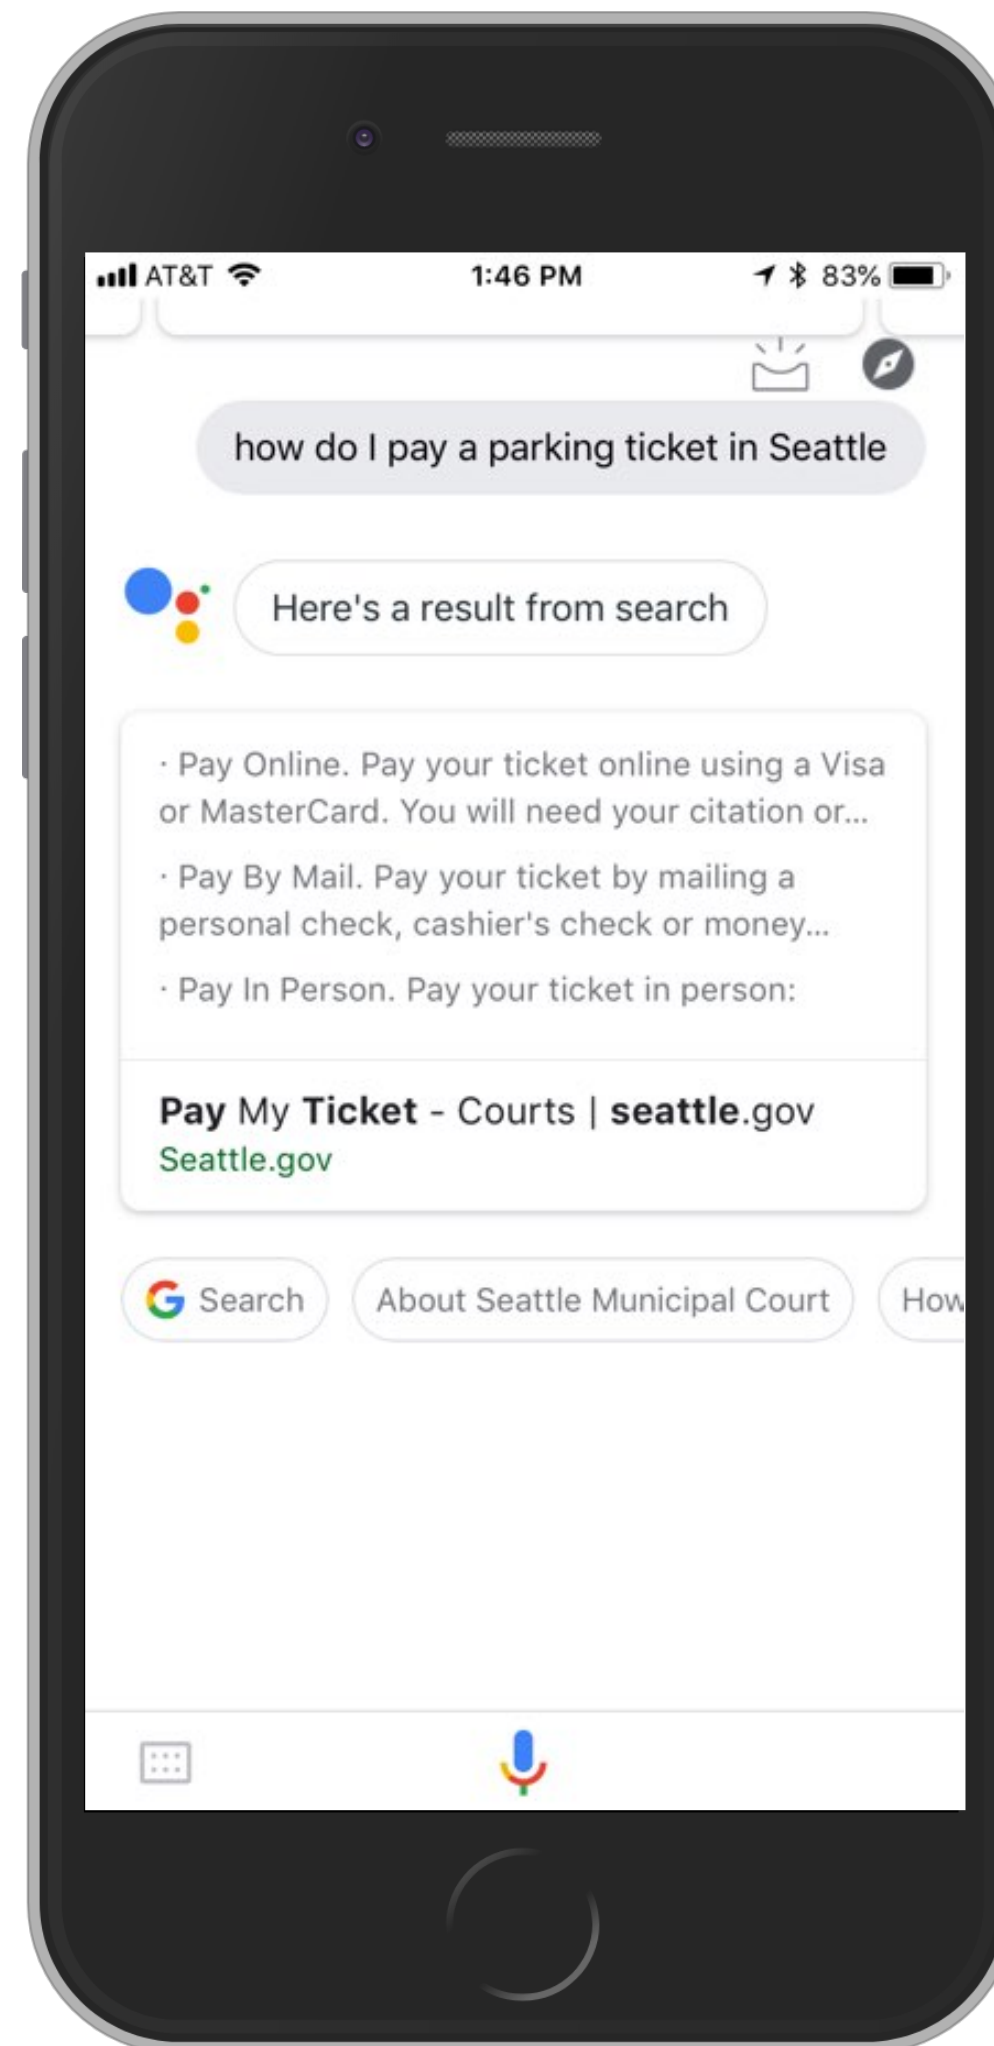 AT&T 1:46 PM 83%
how do I pay a parking ticket in Seattle
Here's a result from search
· Pay Online. Pay your ticket online using a Visa
or MasterCard. You will need your citation or...
· Pay By Mail. Pay your ticket by mailing a
personal check, cashier's check or money...
· Pay In Person. Pay your ticket in person:
Pay My Ticket - Courts | seattle.gov
Seattle.gov
Search About Seattle Municipal Court How